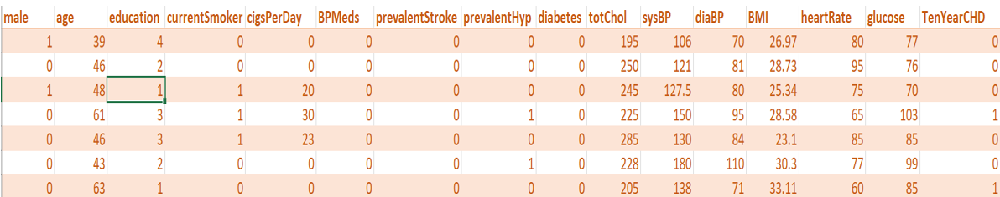 male age education currentSmoker cigsPerDay BPMeds prevalentStroke prevalentHyp diabetes totChol sysBP diaBP BMI heartRate glucose TenYearCHD
1 39 4 0 0 0 0 0 0 195 106 70 26.97 80 77 0
0 46 2 0 0 0 0 0 0 250 121 81 28.73 95 76 0
1 48 1 1 20 0 0 0 0 245 127.5 80 25.34 75 70 0
0 61 3 1 30 0 0 1 0 225 150 95 28.58 65 103 1
0 46 3 1 23 0 0 0 0 285 130 84 23.1 85 85 0
0 43 2 0 0 0 0 1 0 228 180 110 30.3 77 99 0
0 63 1 0 0 0 0 0 0 205 138 71 33.11 60 85 1